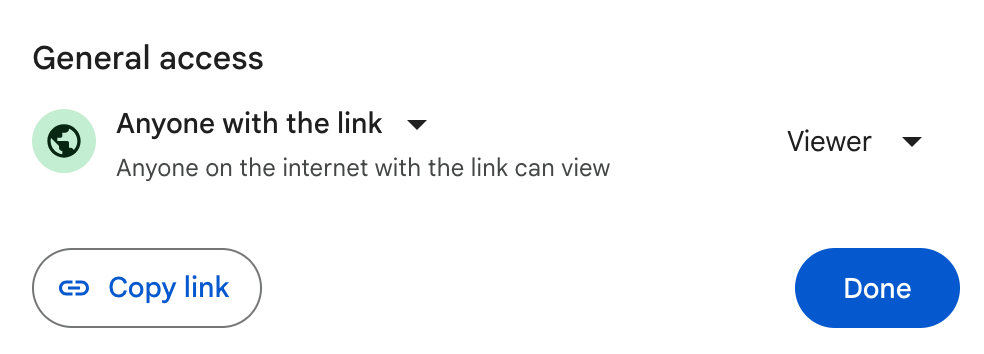 General access
Anyone with the link
Viewer
Anyone on the internet with the link can view
Copy link
Done